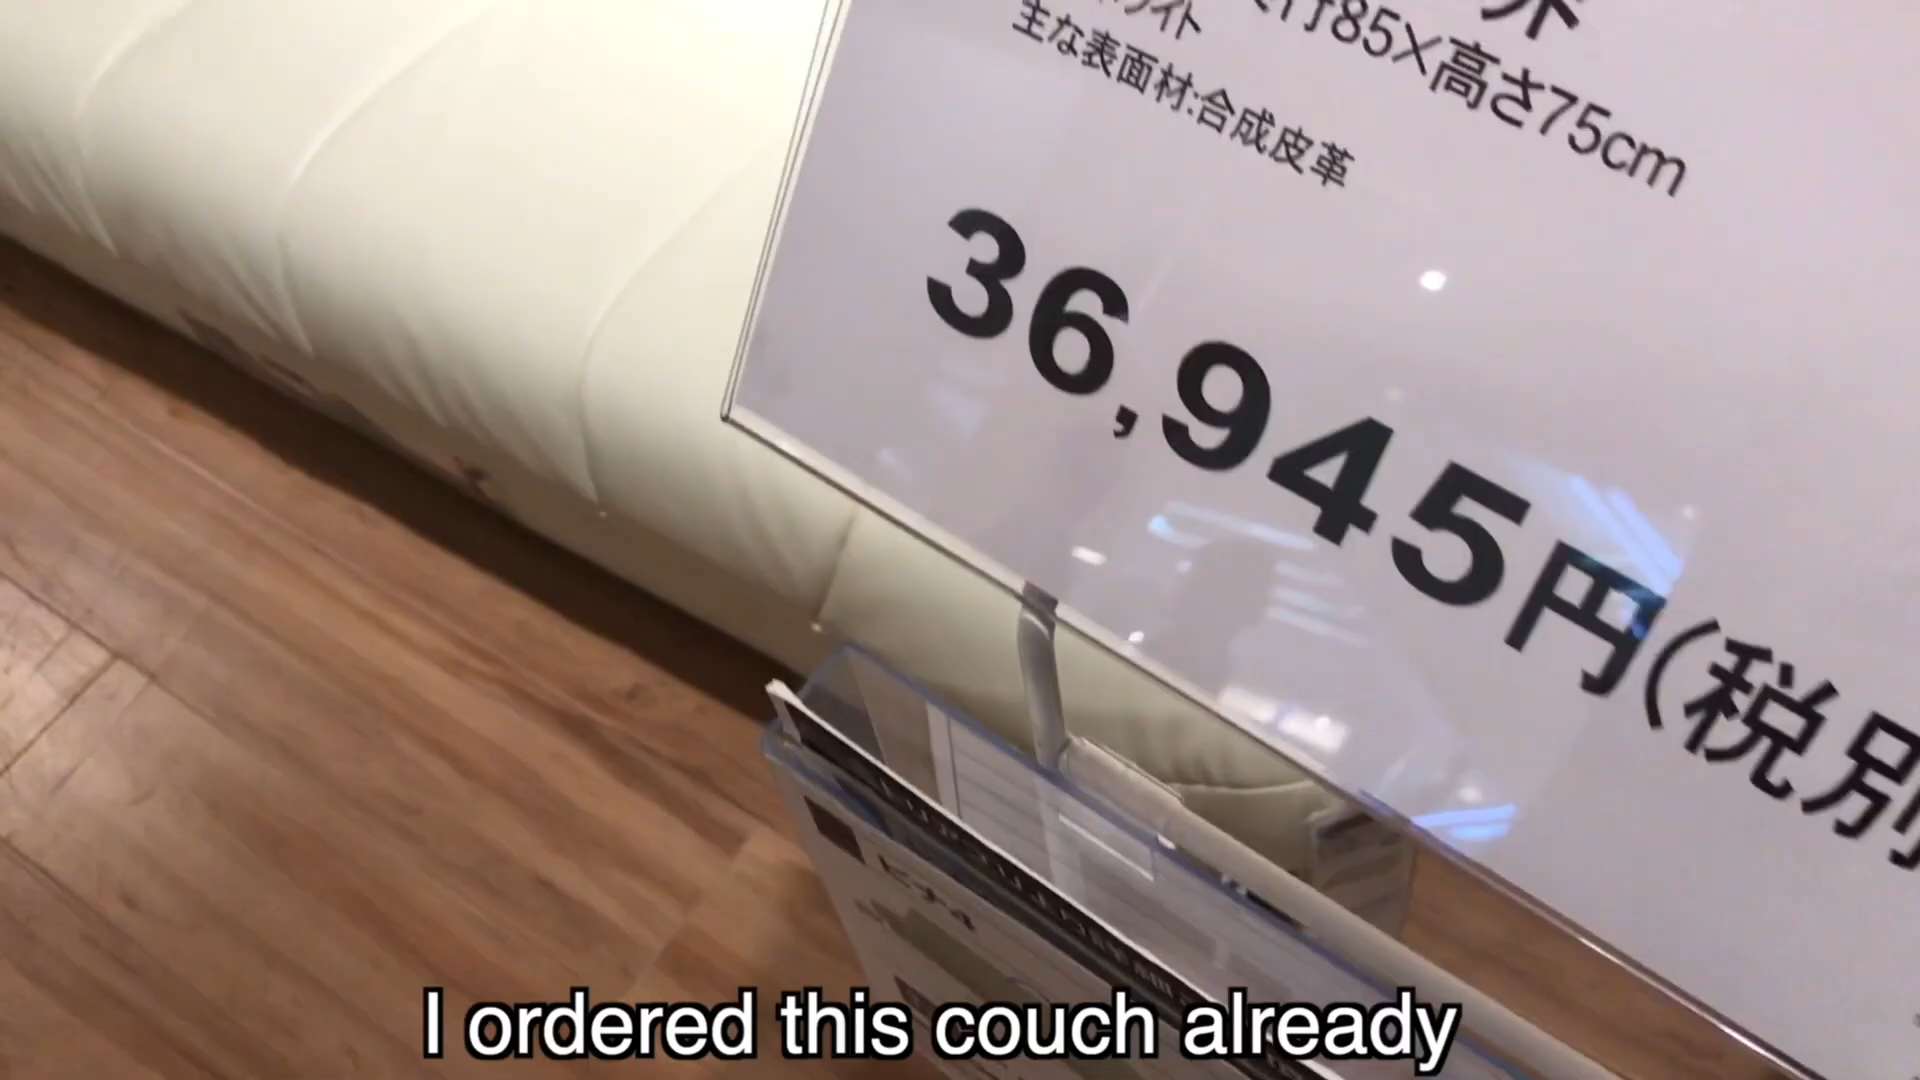 ホワイト
行85×高さ75cm
主な表面材:合成皮革
36,945円(税別
I ordered this couch already